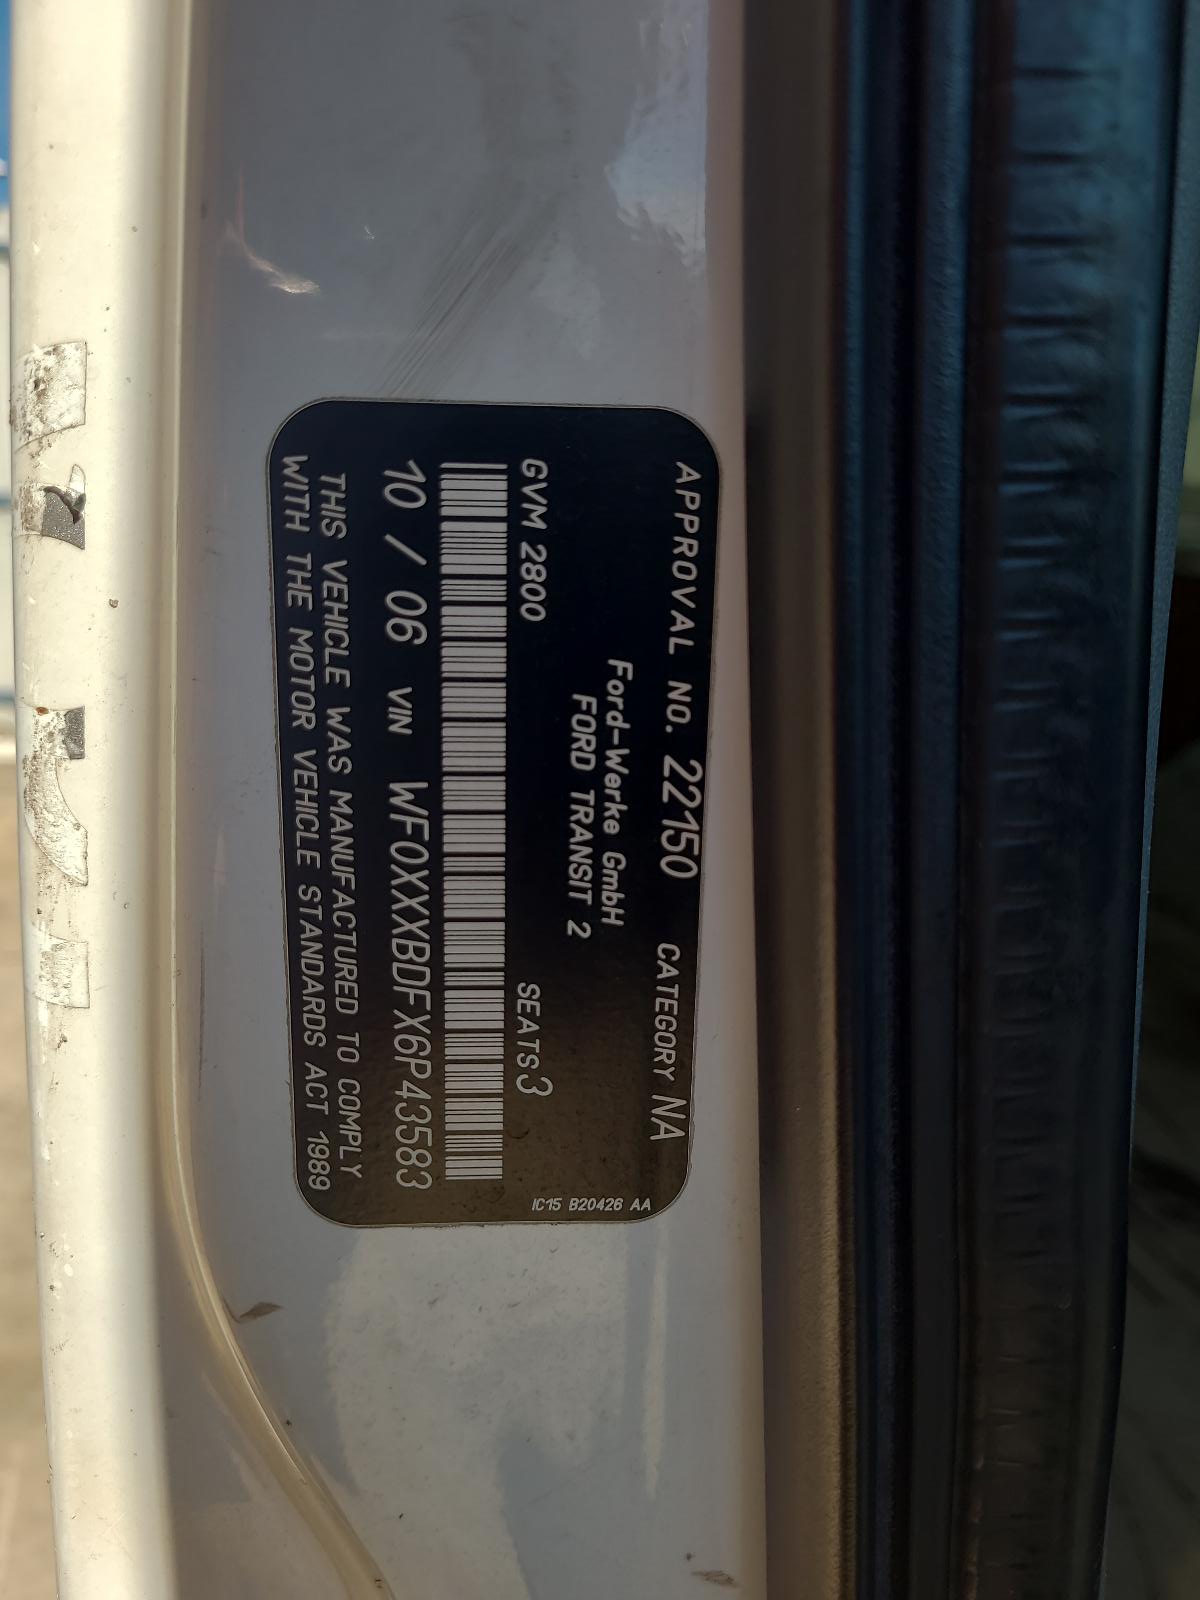 APPROVAL NO. 22150 CATEGORY NA
Ford-Werke GmbH
FORD TRANSIT 2
GVM 2800 SEATS 3
10 / 06 VIN WF0XXXBDFX6P43583
THIS VEHICLE WAS MANUFACTURED TO COMPLY
WITH THE MOTOR VEHICLE STANDARDS ACT 1989
IC15 B20426 AA